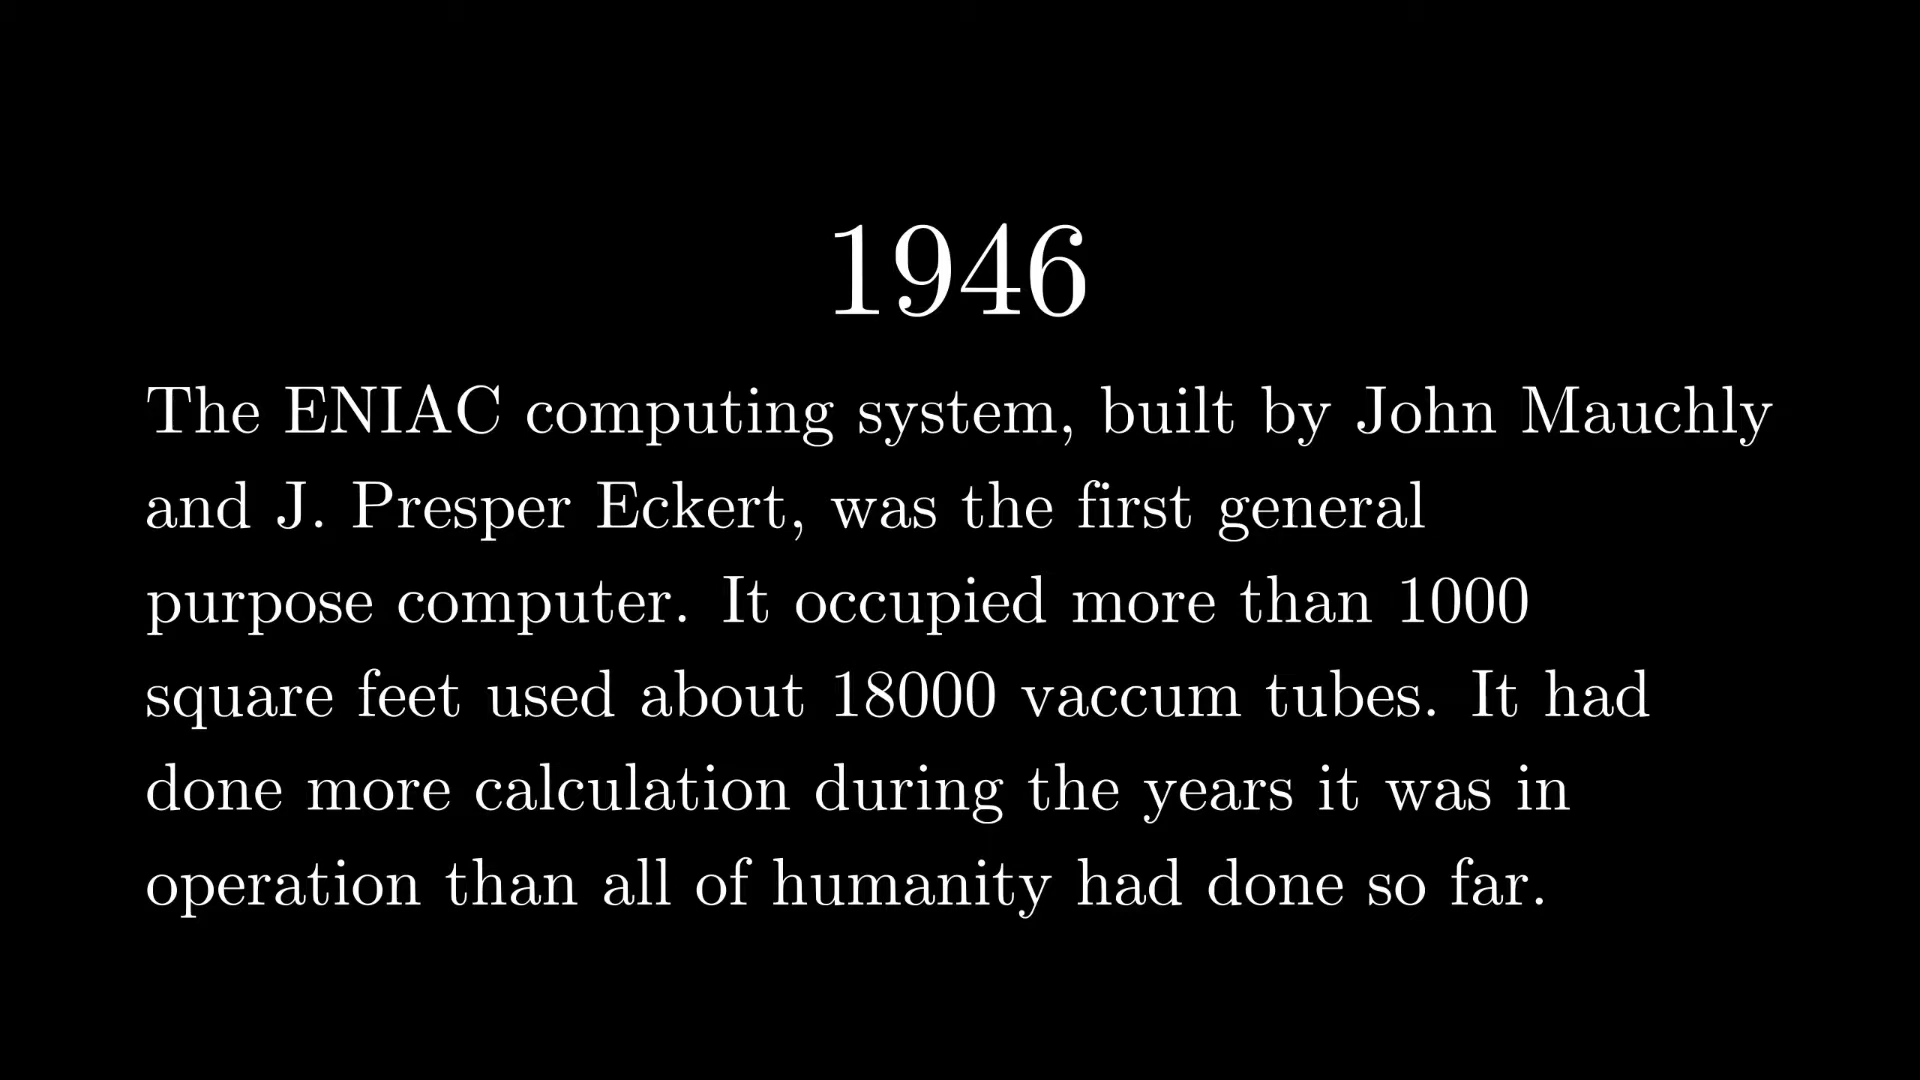 1946
The ENIAC computing system, built by John Mauchly
and J. Presper Eckert, was the first general
purpose computer. It occupied more than 1000
square feet used about 18000 vaccum tubes. It had
done more calculation during the years it was in
operation than all of humanity had done so far.